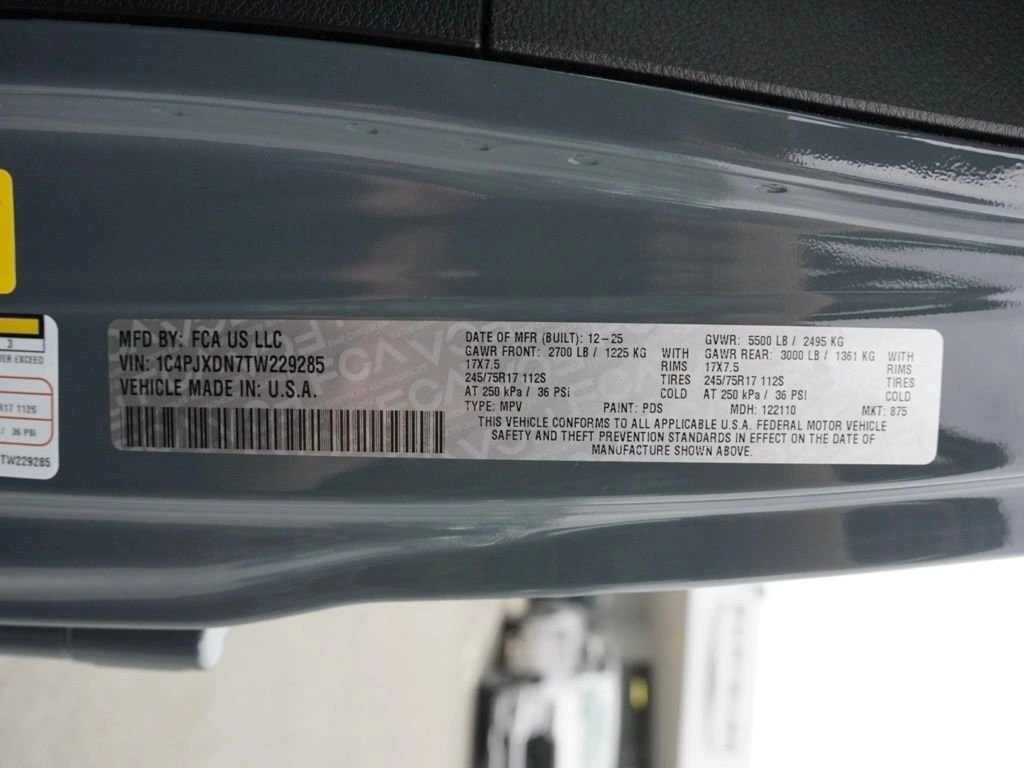 MFD BY: FCA US LLC
VIN: 1C4PJXDN7TW229285
VEHICLE MADE IN: U.S.A.
DATE OF MFR (BUILT): 12-25 GVWR: 5500 LB / 2495 KG
GAWR FRONT: 2700 LB / 1225 KG WITH GAWR REAR: 3000 LB / 1361 KG WITH
17X7.5 RIMS 17X7.5 RIMS
245/75R17 112S TIRES 245/75R17 112S TIRES
AT 250 kPa / 36 PSI COLD AT 250 kPa / 36 PSI COLD
TYPE: MPV PAINT: PDS MDH: 122110 MKT: 875
THIS VEHICLE CONFORMS TO ALL APPLICABLE U.S.A. FEDERAL MOTOR VEHICLE
SAFETY AND THEFT PREVENTION STANDARDS IN EFFECT ON THE DATE OF
MANUFACTURE SHOWN ABOVE.
3
ER EXCEED
R17 112S
/ 36 PSI
TW229285